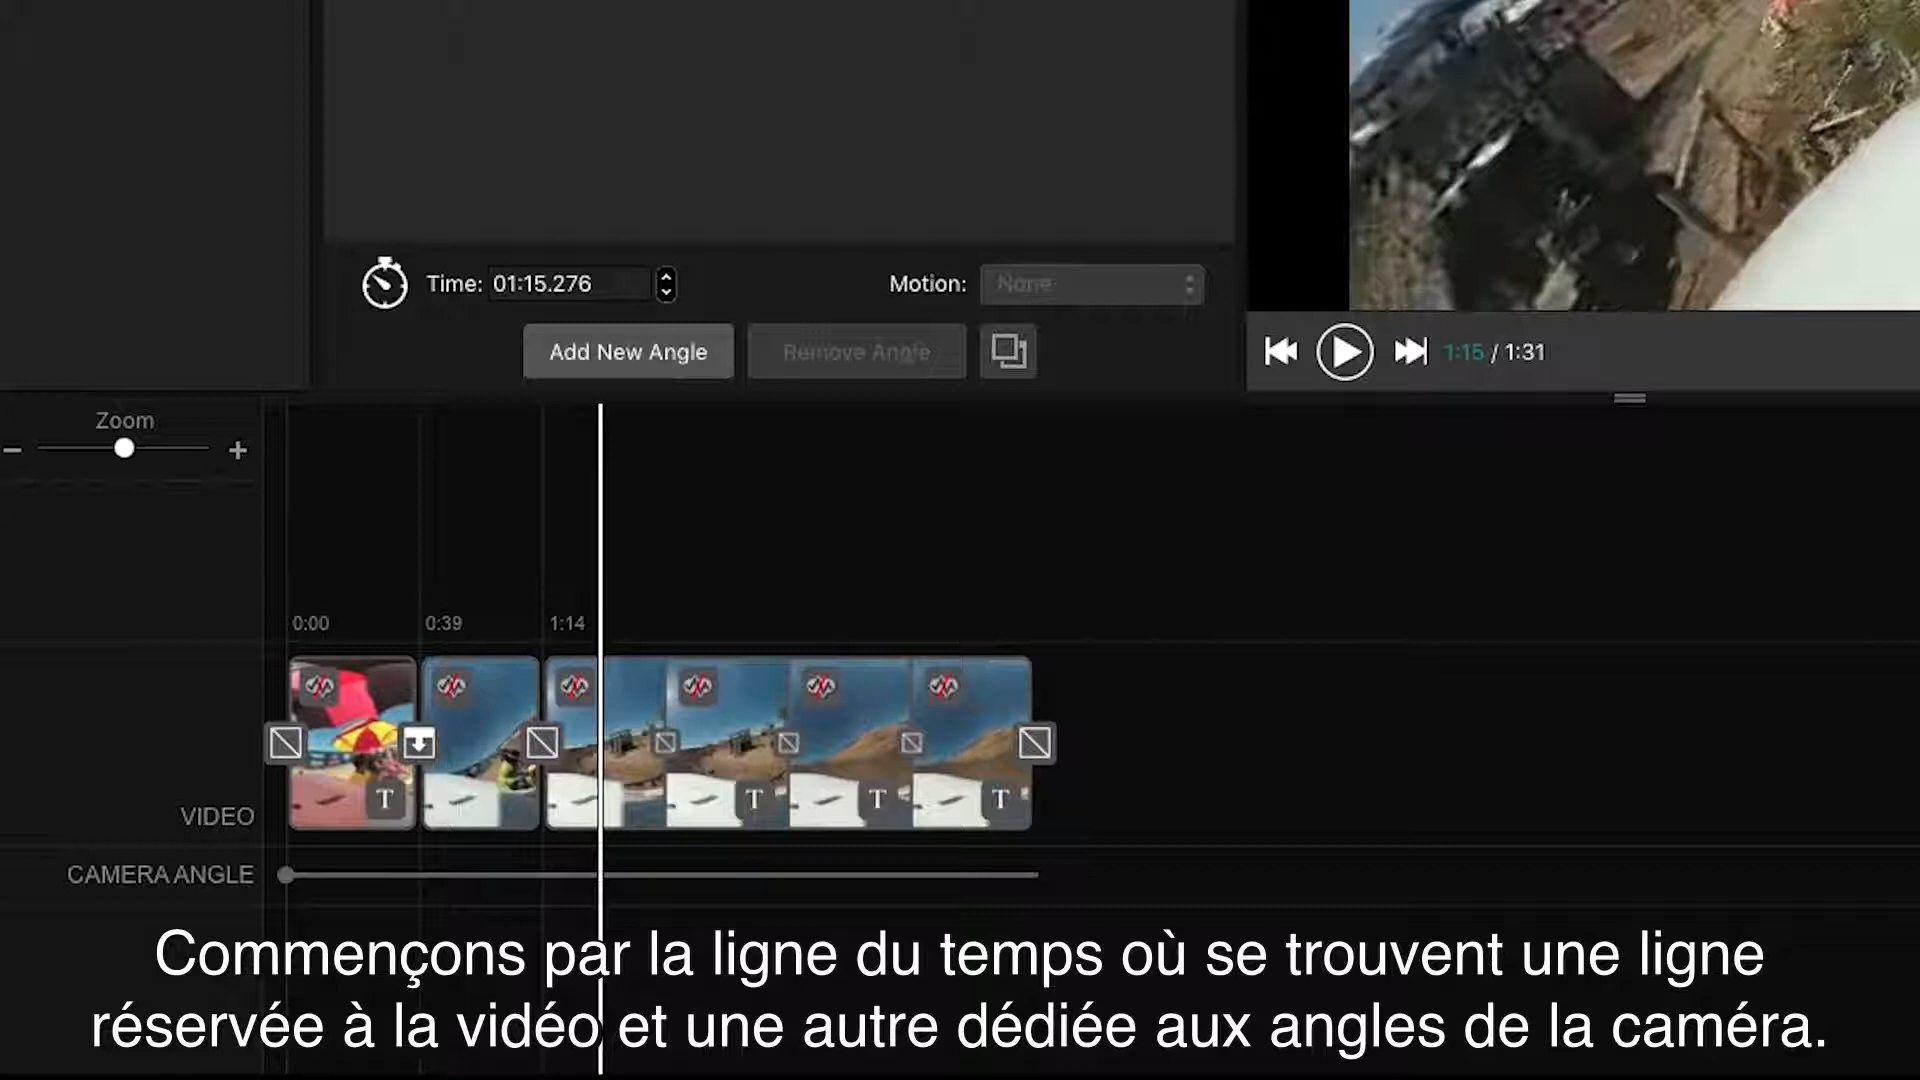 Time: 01:15.276
Motion: None
Add New Angle
Remove Angle
1:15 / 1:31
Zoom
0:00
0:39
1:14
T
T
T
T
VIDEO
CAMERA ANGLE
Commençons par la ligne du temps où se trouvent une ligne
réservée à la vidéo et une autre dédiée aux angles de la caméra.